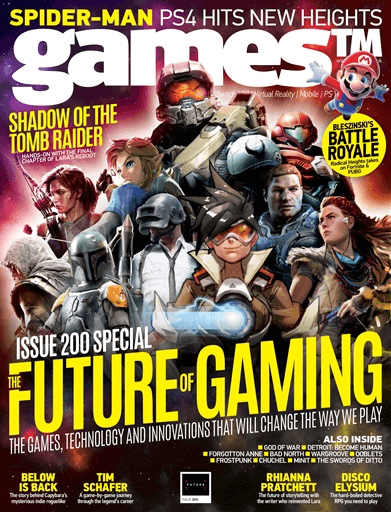 SPIDER-MAN PS4 HITS NEW HEIGHTS
games™
Virtual Reality | Mobile | PS
SHADOW OF THE
TOMB RAIDER
HANDS-ON WITH THE FINAL
CHAPTER OF LARA'S REBOOT
BLESZINSKI'S
BATTLE
ROYALE
Radical Heights takes
on Fortnite &
PUBG
ISSUE 200 SPECIAL
THE FUTURE OF GAMING
THE GAMES, TECHNOLOGY AND INNOVATIONS THAT WILL CHANGE THE WAY WE PLAY
ALSO INSIDE
■ GOD OF WAR ■ DETROIT: BECOME HUMAN
■ FORGOTTON ANNE ■ BAD NORTH ■ WARGROOVE ■ OOBLETS
■ FROSTPUNK ■ CHUCHEL ■ MINIT ■ THE SWORDS OF DITTO
BELOW
IS BACK
The story behind Capybara's
mysterious indie roguelike
TIM
SCHAFER
A game-by-game journey
through the legend's career
FUTURE
ISSUE 200
RHIANNA
PRATCHETT
The future of storytelling with
the writer who reinvented Lara
DISCO
ELYSIUM
The hard-boiled detective
RPG you need to play